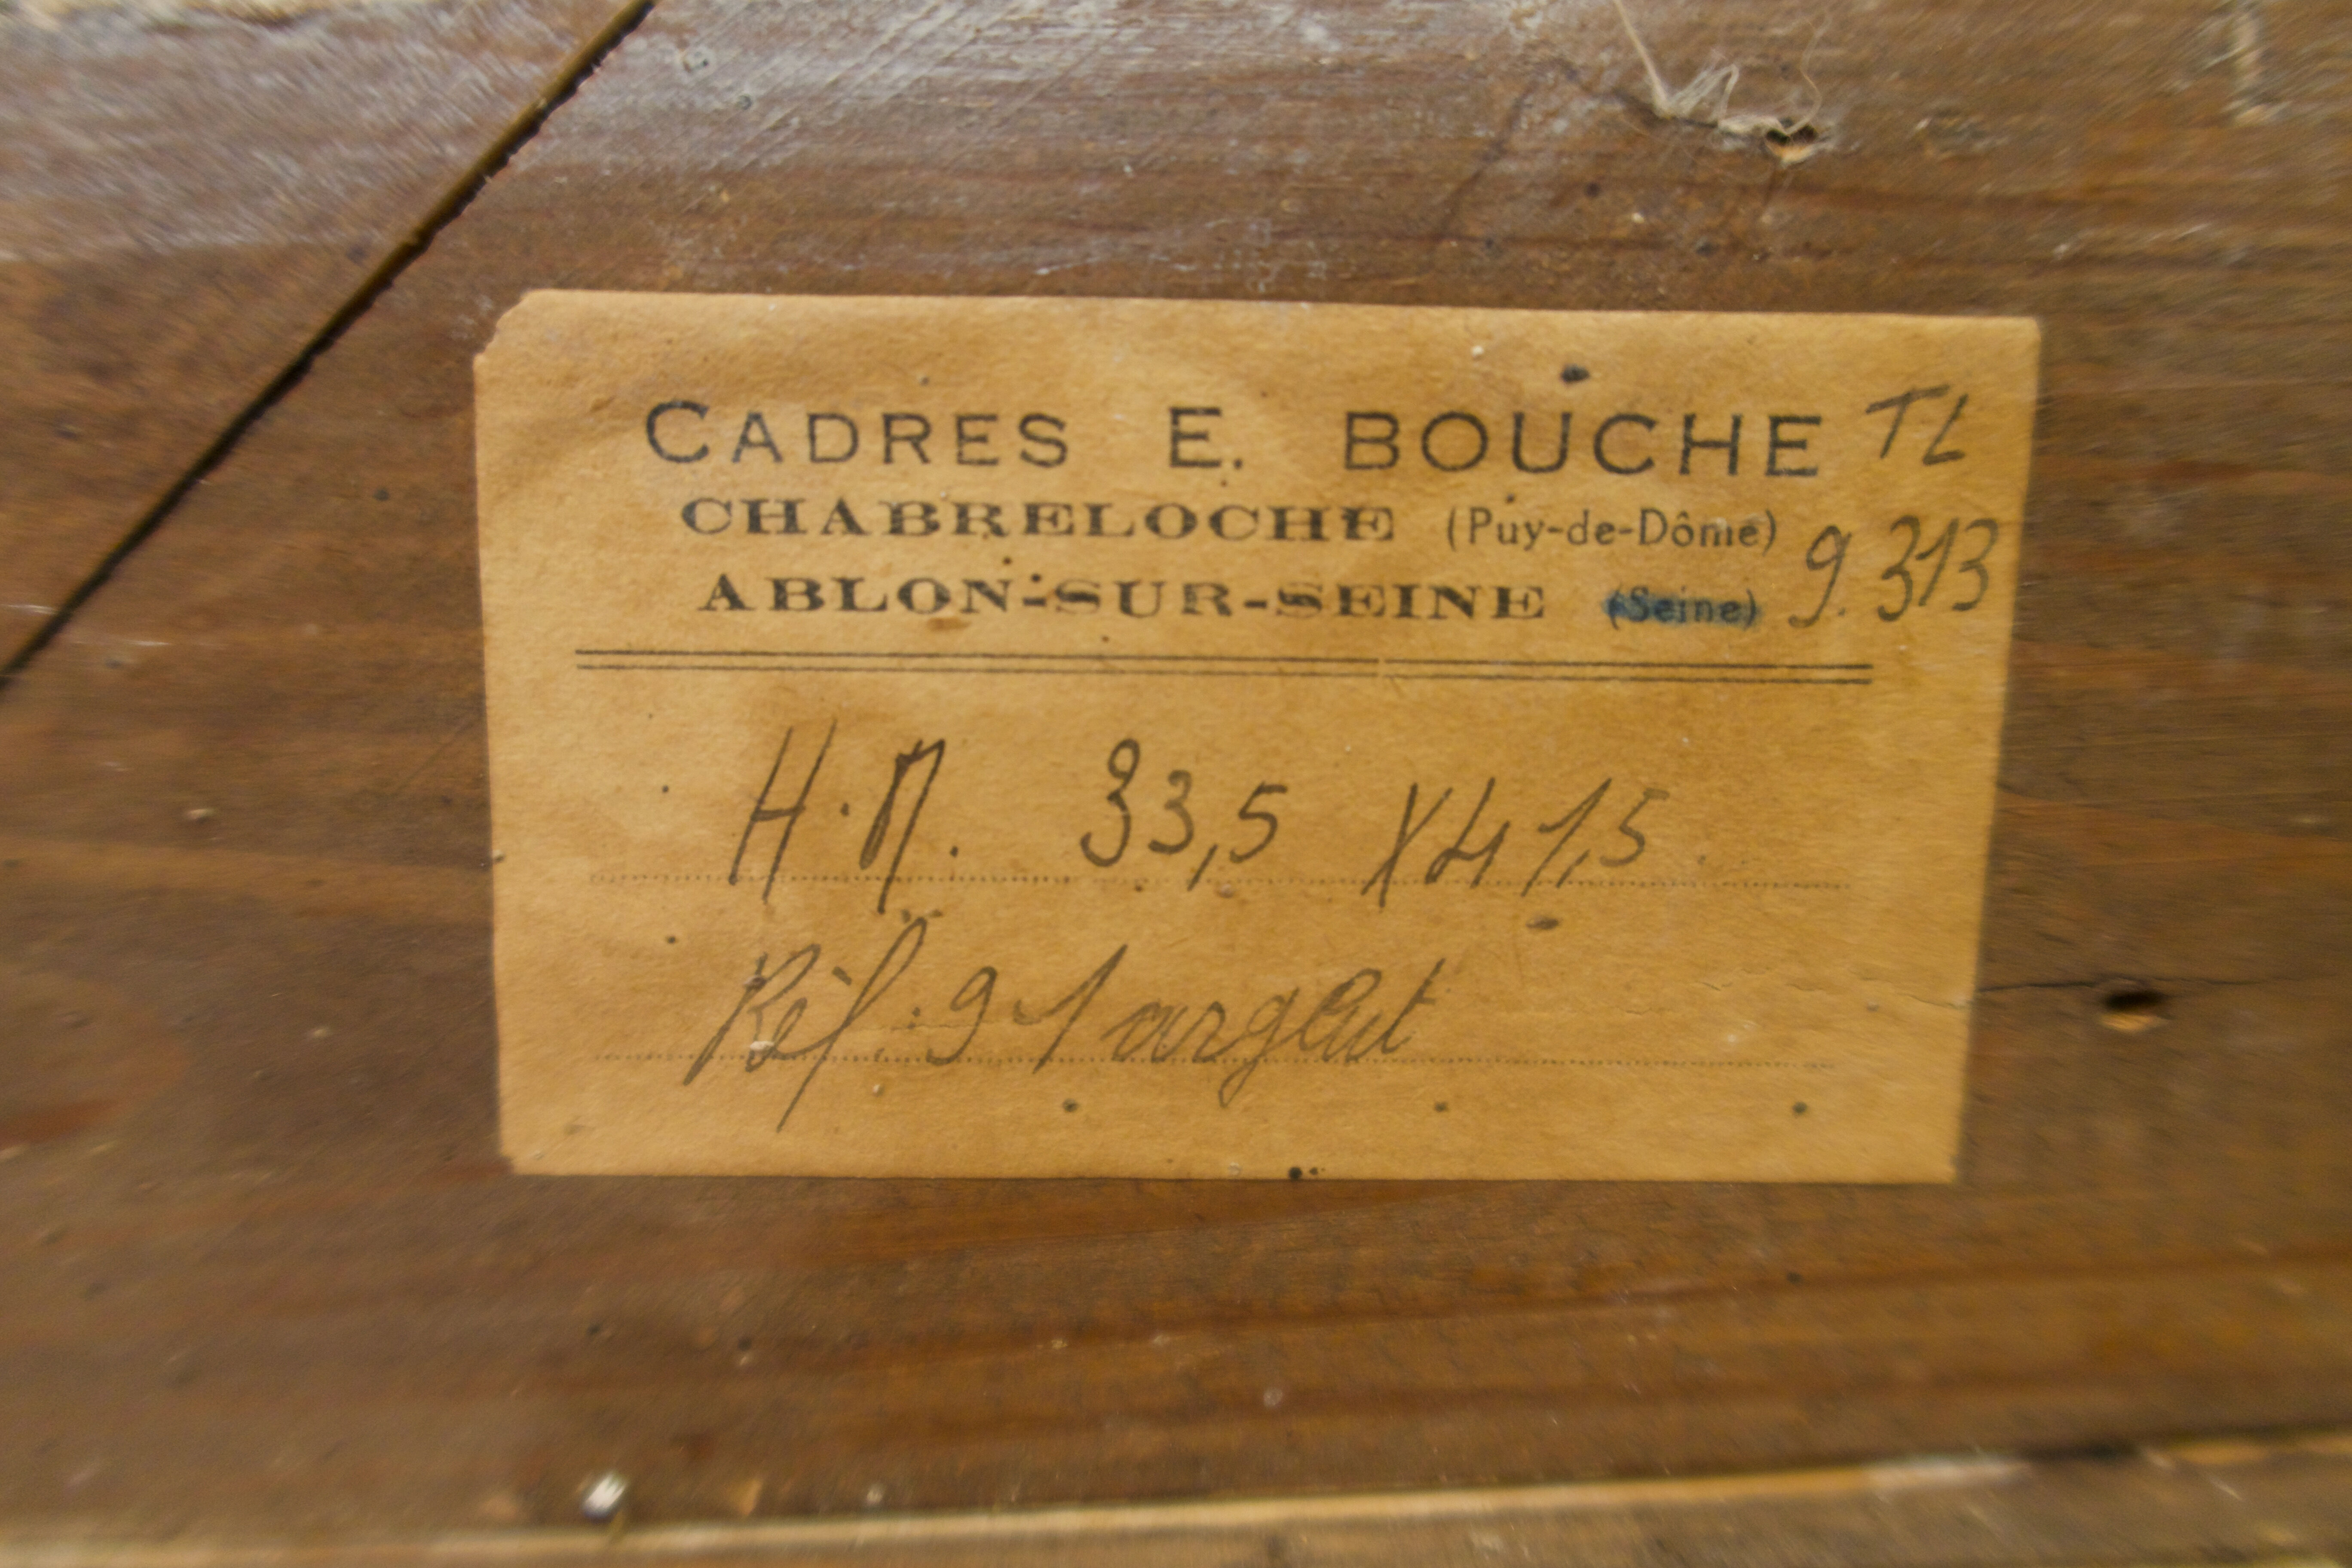 CADRES E. BOUCHE TL
CHABRELOCHE (Puy-de-Dôme)
ABLON-SUR-SEINE (Seine) 9.313
H.M. 33,5 X 41,5
Réf: 91 argent